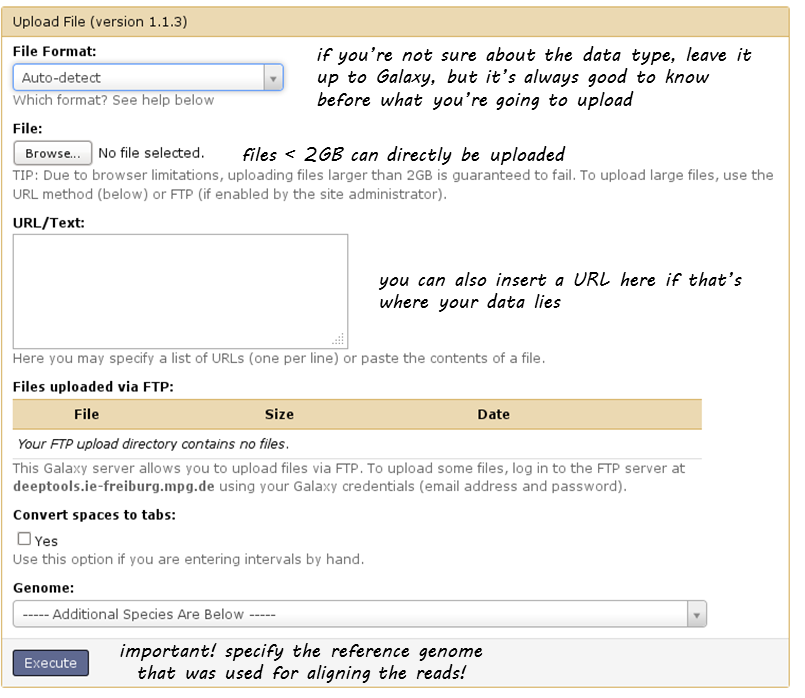 Upload File (version 1.1.3)
File Format:
Auto-detect
Which format? See help below
if you're not sure about the data type, leave it
up to Galaxy, but it's always good to know
before what you're going to upload
File:
Browse... No file selected.
files < 2GB can directly be uploaded
TIP: Due to browser limitations, uploading files larger than 2GB is guaranteed to fail. To upload large files, use the
URL method (below) or FTP (if enabled by the site administrator).
URL/Text:
you can also insert a URL here if that's
where your data lies
Here you may specify a list of URLs (one per line) or paste the contents of a file.
Files uploaded via FTP:
File Size Date
Your FTP upload directory contains no files.
This Galaxy server allows you to upload files via FTP. To upload some files, log in to the FTP server at
deeptools.ie-freiburg.mpg.de using your Galaxy credentials (email address and password).
Convert spaces to tabs:
Yes
Use this option if you are entering intervals by hand.
Genome:
----- Additional Species Are Below -----
Execute
important! specify the reference genome
that was used for aligning the reads!